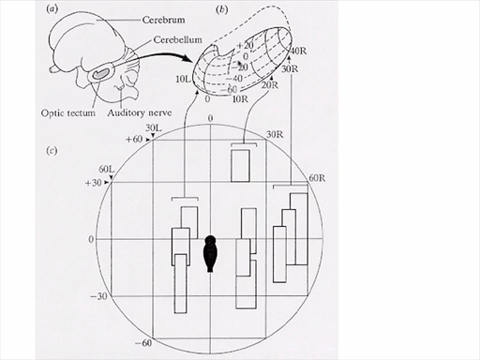 (a)
Cerebrum
Cerebellum
Optic tectum
Auditory nerve
(b)
+20
0
−20
−40
−60
40R
30R
20R
10R
0
10L
(c)
0
30L
30R
+60
60L
60R
+30
0
−30
−60